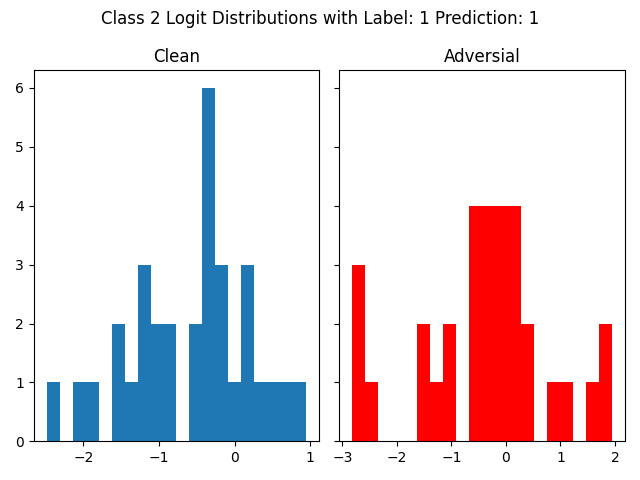 Class 2 Logit Distributions with Label: 1 Prediction: 1
Clean
Adversial
6
5
4
3
2
1
0
−2 −1 0 1
−3 −2 −1 0 1 2